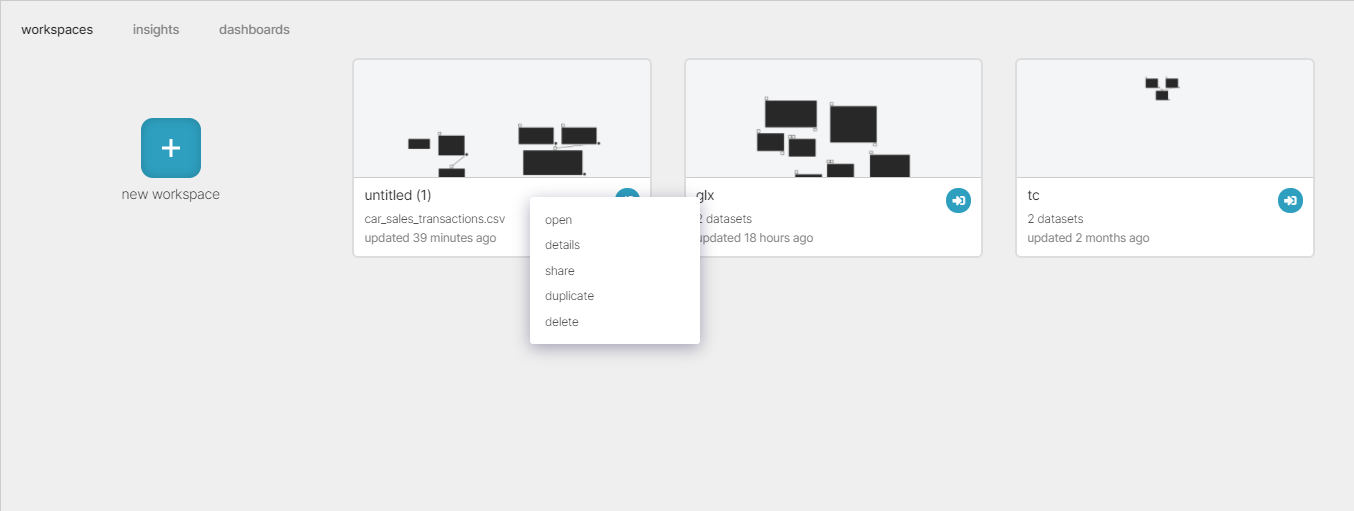 workspaces
insights
dashboards
new workspace
untitled (1)
car_sales_transactions.csv
updated 39 minutes ago
open
details
share
duplicate
delete
glx
2 datasets
updated 18 hours ago
tc
2 datasets
updated 2 months ago